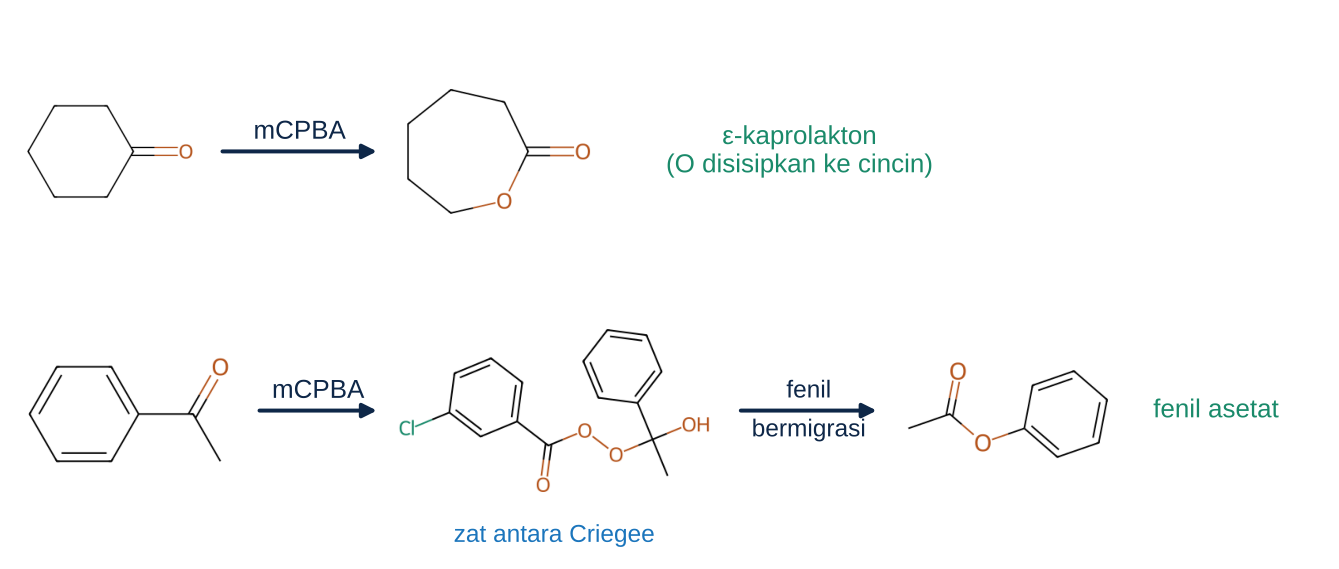 mCPBA
O
O
O
ε-kaprolakton
(O disisipkan ke cincin)
O
mCPBA
Cl
O
O
O
OH
zat antara Criegee
fenil
bermigrasi
O
O
fenil asetat